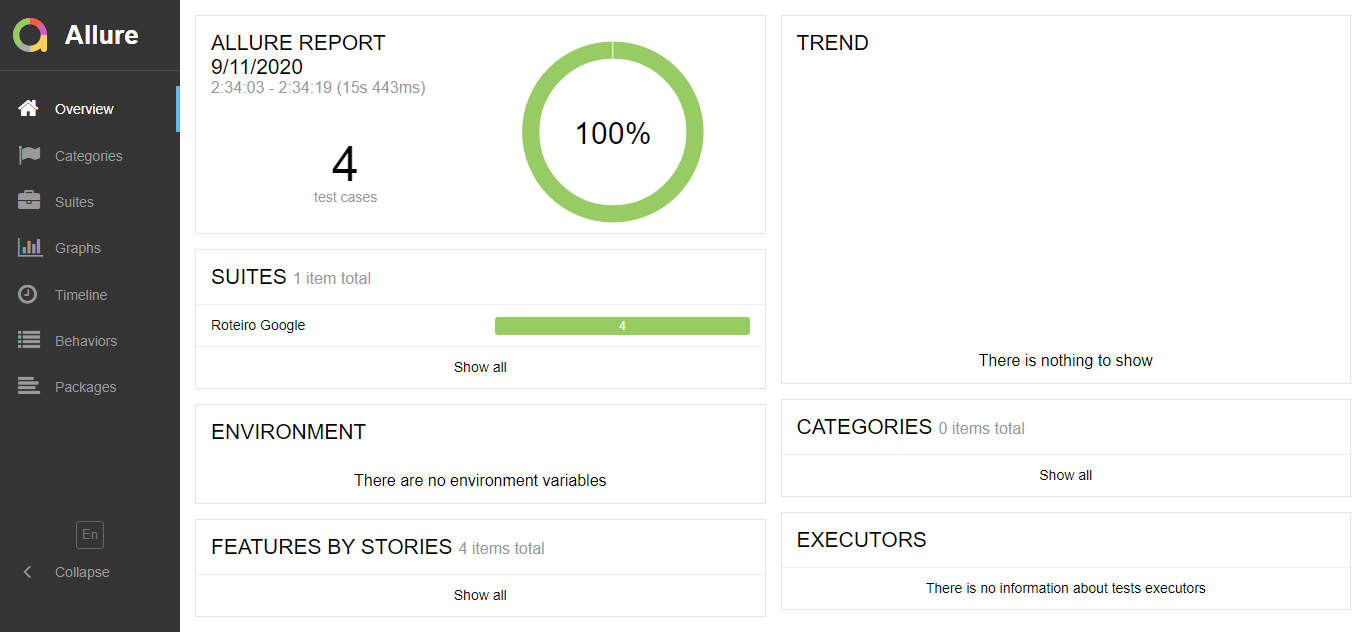 Allure
Overview
Categories
Suites
Graphs
Timeline
Behaviors
Packages
En
Collapse
ALLURE REPORT
9/11/2020
2:34:03 - 2:34:19 (15s 443ms)
4
test cases
100%
SUITES 1 item total
Roteiro Google 4
Show all
ENVIRONMENT
There are no environment variables
FEATURES BY STORIES 4 items total
Show all
TREND
There is nothing to show
CATEGORIES 0 items total
Show all
EXECUTORS
There is no information about tests executors